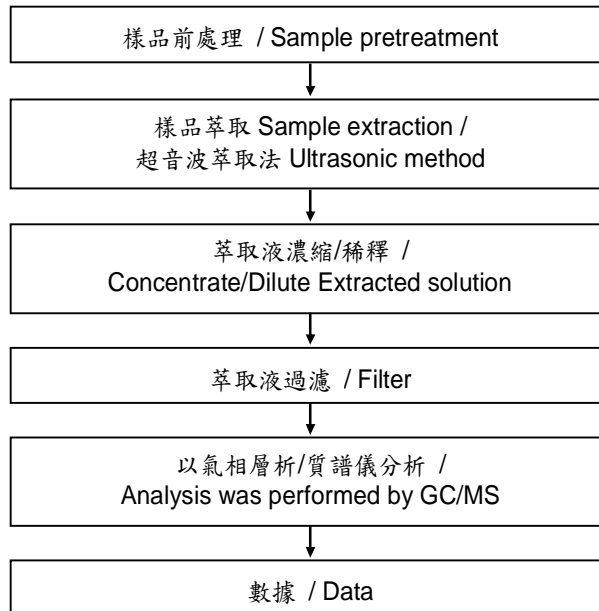 樣品前處理 / Sample pretreatment
樣品萃取 Sample extraction /
超音波萃取法 Ultrasonic method
萃取液濃縮/稀釋 /
Concentrate/Dilute Extracted solution
萃取液過濾 / Filter
以氣相層析/質譜儀分析 /
Analysis was performed by GC/MS
數據 / Data